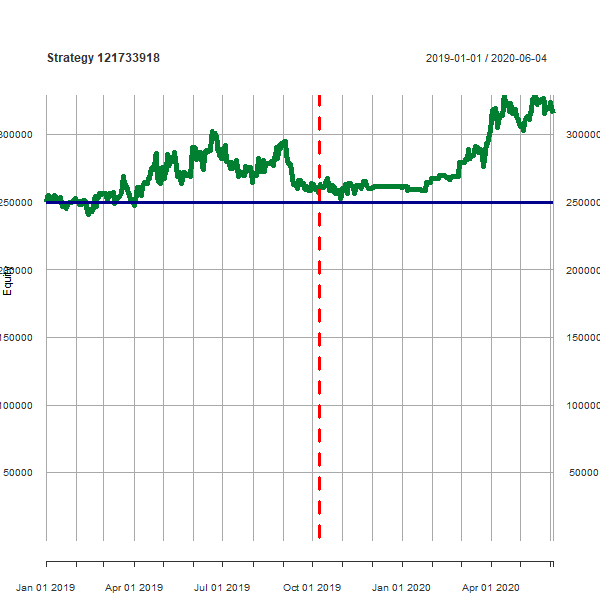 Strategy 121733918 2019-01-01 / 2020-06-04
300000 300000
250000 250000
200000 200000
Equity
150000 150000
100000 100000
50000 50000
Jan 01 2019 Apr 01 2019 Jul 01 2019 Oct 01 2019 Jan 01 2020 Apr 01 2020